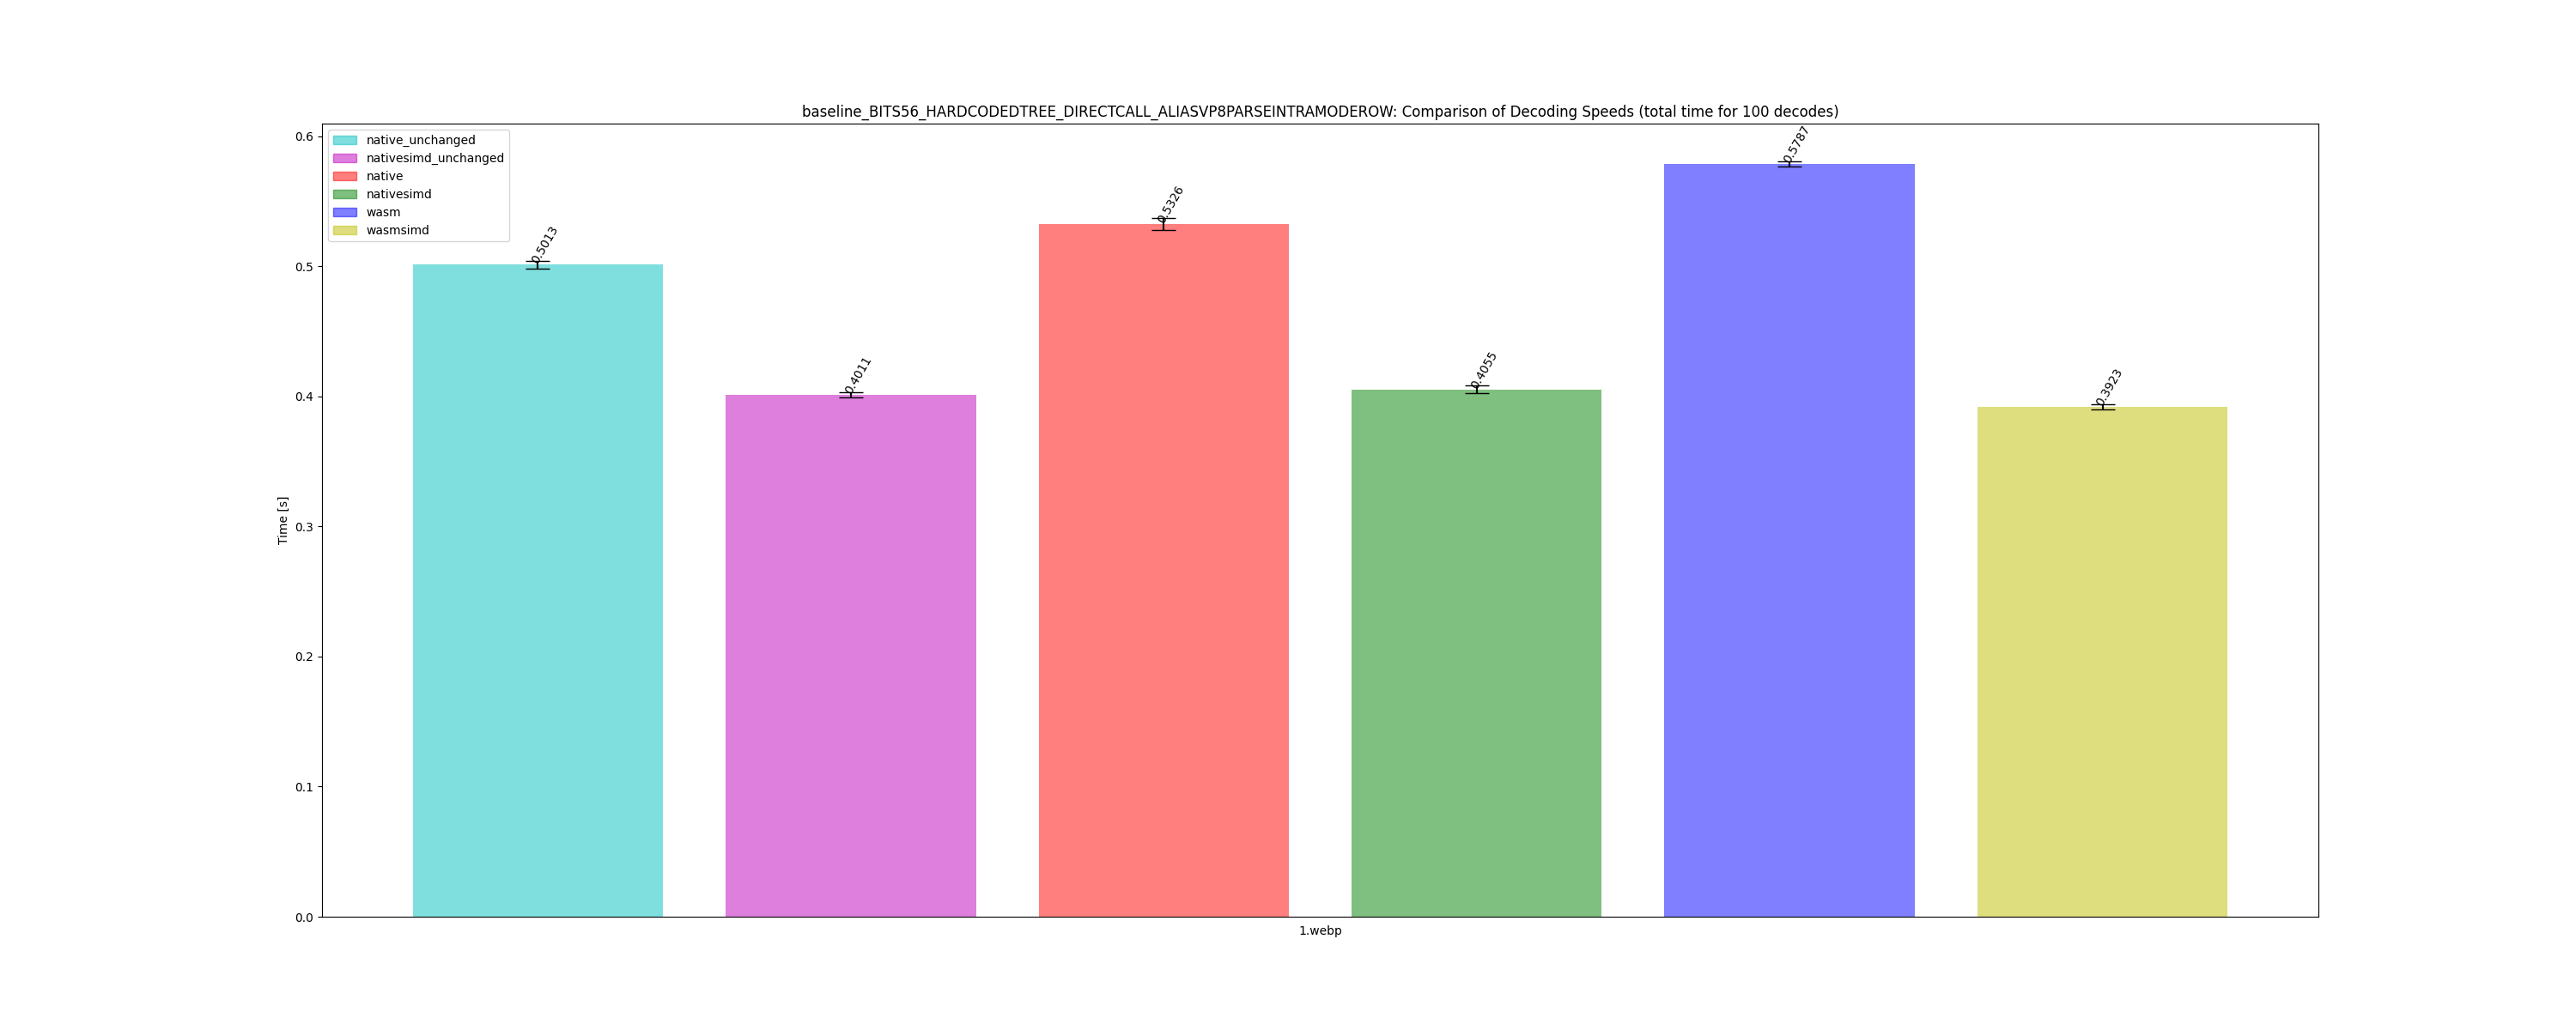 baseline_BITS56_HARDCODEDTREE_DIRECTCALL_ALIASVP8PARSEINTRAMODEROW: Comparison of Decoding Speeds (total time for 100 decodes)
native_unchanged
nativesimd_unchanged
native
nativesimd
wasm
wasmsimd
0.6
0.5
0.4
0.3
0.2
0.1
0.0
Time [s]
0.5013
0.4011
0.5326
0.4055
0.5787
0.3923
1.webp